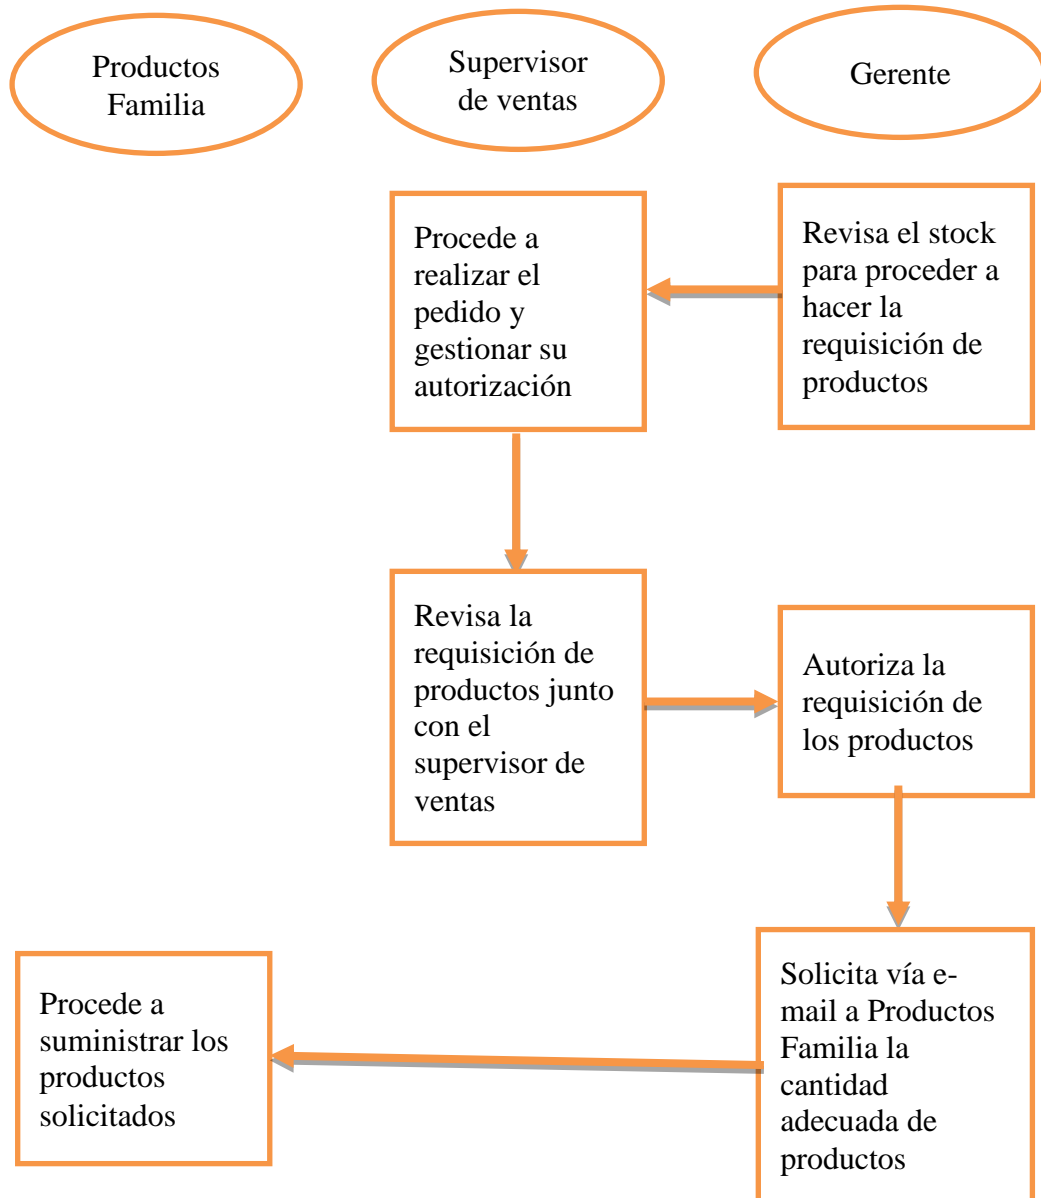 Productos
Familia
Supervisor
de ventas
Gerente
Procede a
realizar el
pedido y
gestionar su
autorización
Revisa el stock
para proceder a
hacer la
requisición de
productos
Revisa la
requisición de
productos junto
con el
supervisor de
ventas
Autoriza la
requisición de
los productos
Procede a
suministrar los
productos
solicitados
Solicita vía e-
mail a Productos
Familia la
cantidad
adecuada de
productos